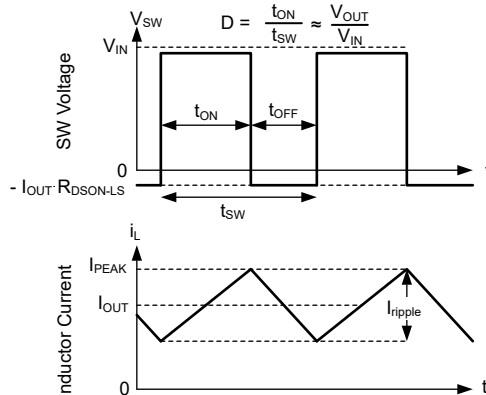 V_SW
D = t_ON / t_SW ≈ V_OUT / V_IN
V_IN
SW Voltage
t_ON
t_OFF
0
t
- I_OUT·R_DSON-LS
t_SW
i_L
I_PEAK
I_OUT
nductor Current
I_ripple
0
t